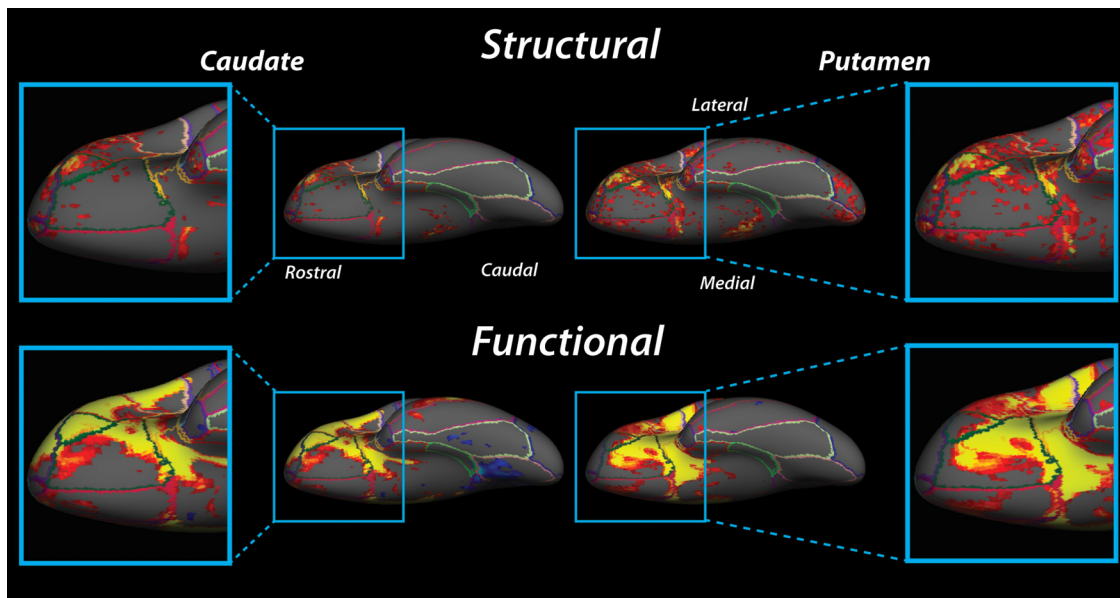 Structural
Caudate
Putamen
Lateral
Rostral
Caudal
Medial
Functional